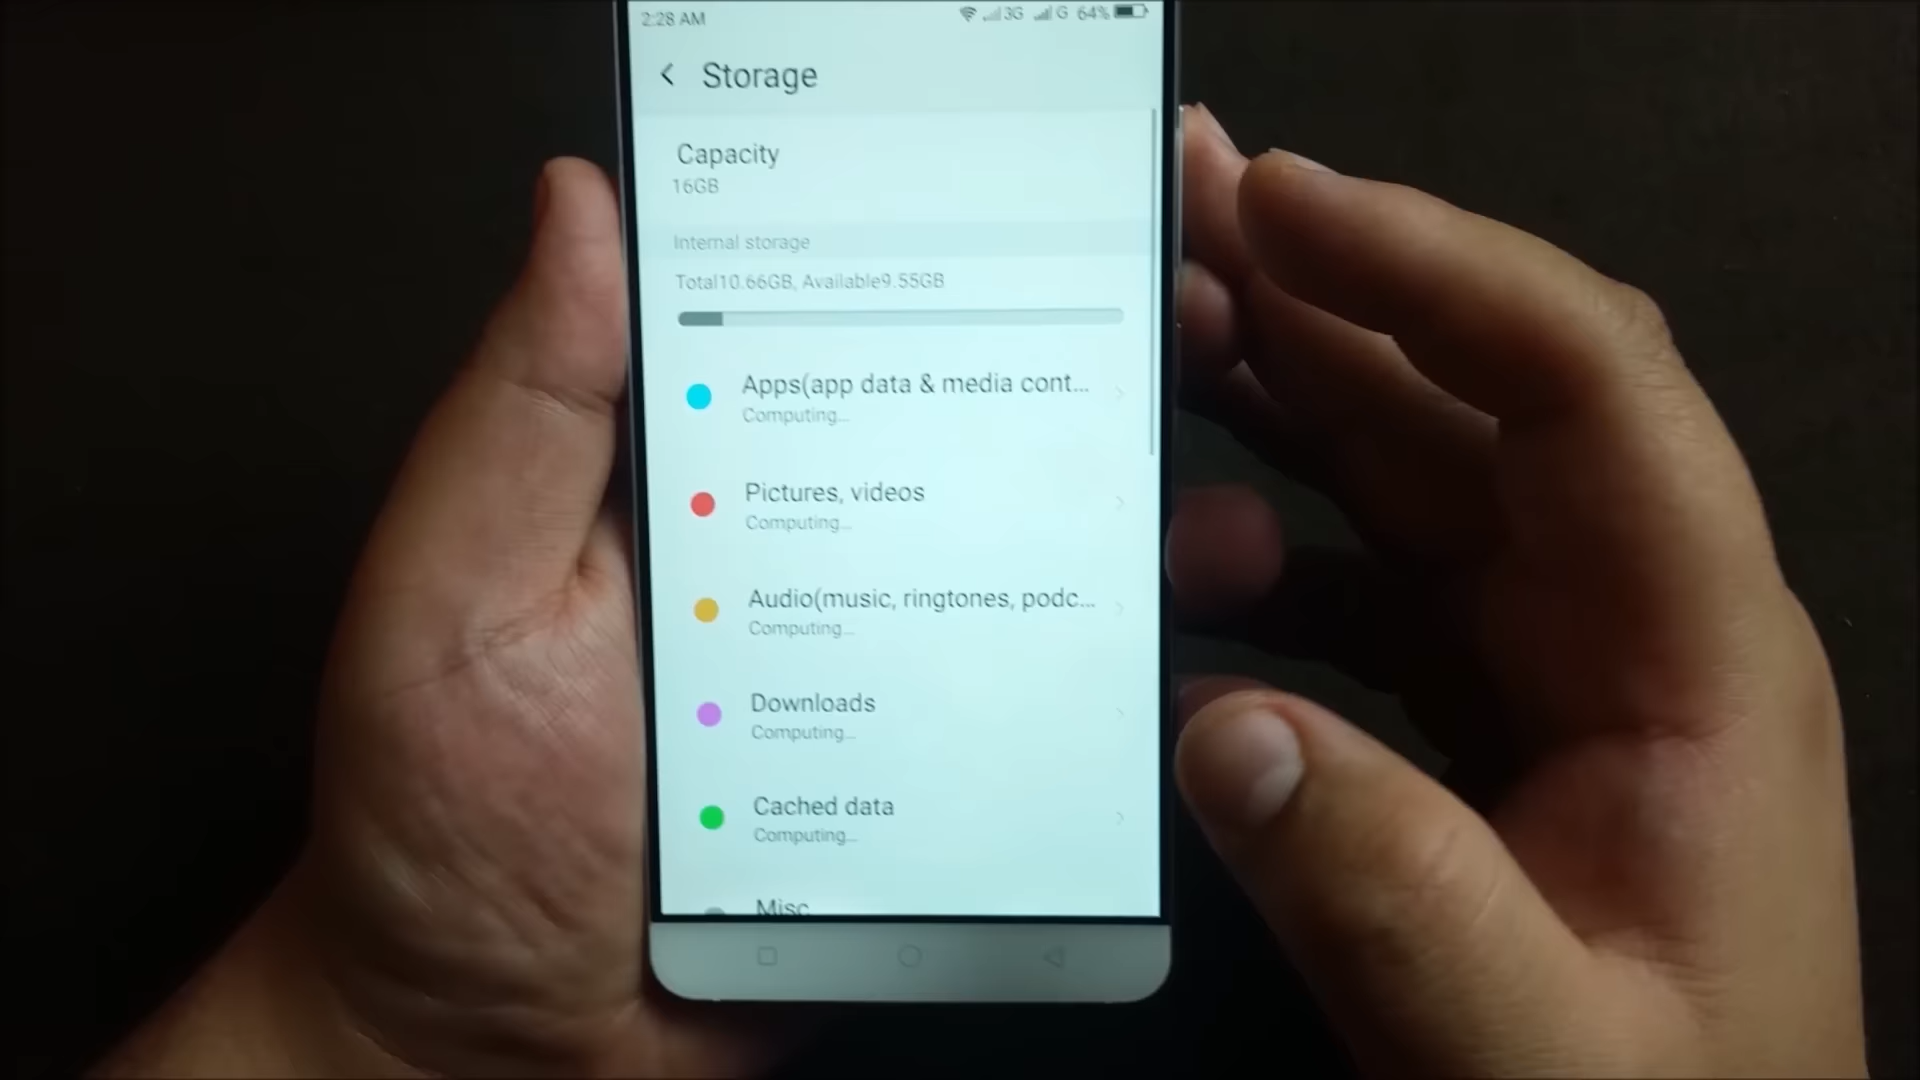 2:28 AM 3G G 64%
Storage
Capacity
16GB
Internal storage
Total10.66GB, Available9.55GB
Apps(app data & media cont...
Computing...
Pictures, videos
Computing...
Audio(music, ringtones, podc...
Computing...
Downloads
Computing...
Cached data
Computing...
Misc